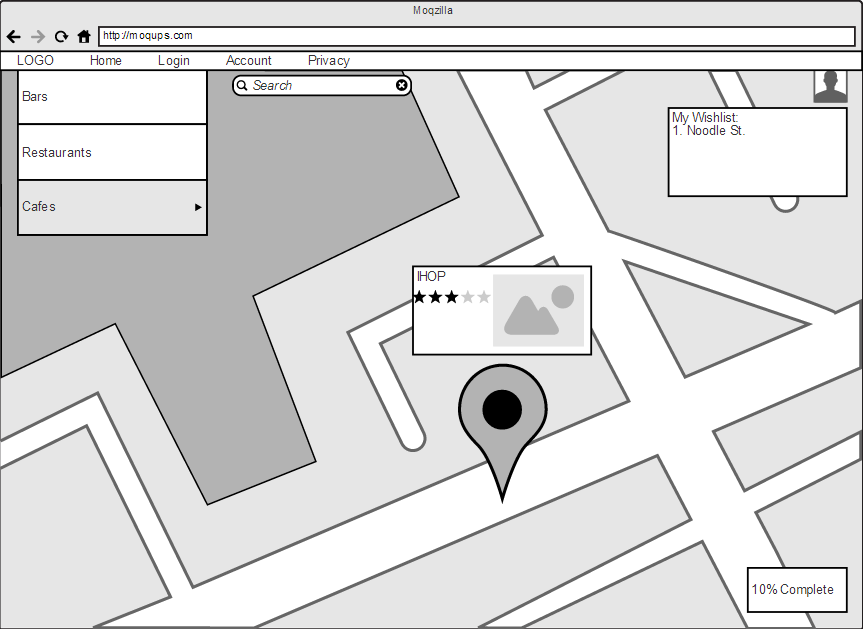 Moqzilla
http://moqups.com
LOGO Home Login Account Privacy
Search
Bars
Restaurants
Cafes
My Wishlist:
1. Noodle St.
IHOP
10% Complete